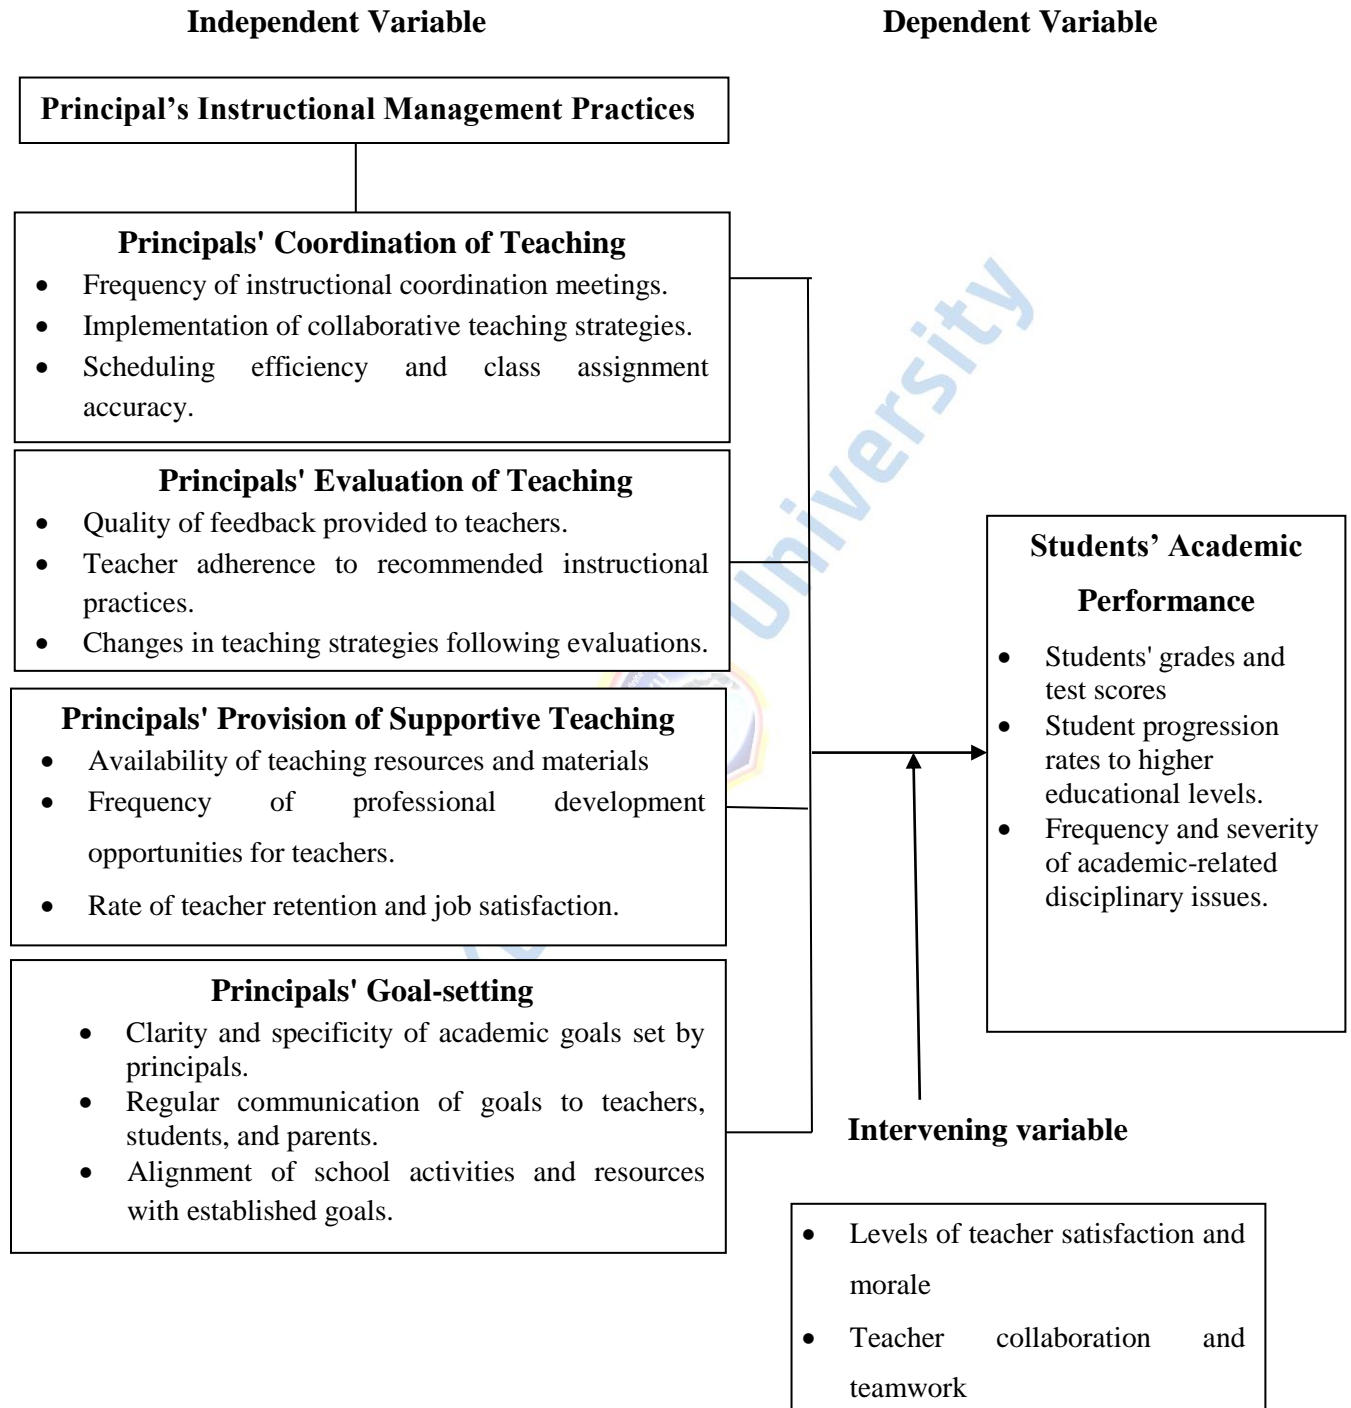 Independent Variable
Dependent Variable
Principal's Instructional Management Practices
Principals' Coordination of Teaching
• Frequency of instructional coordination meetings.
• Implementation of collaborative teaching strategies.
• Scheduling efficiency and class assignment
accuracy.
Principals' Evaluation of Teaching
• Quality of feedback provided to teachers.
• Teacher adherence to recommended instructional
practices.
• Changes in teaching strategies following evaluations.
Principals' Provision of Supportive Teaching
• Availability of teaching resources and materials
• Frequency of professional development
opportunities for teachers.
• Rate of teacher retention and job satisfaction.
Principals' Goal-setting
• Clarity and specificity of academic goals set by
principals.
• Regular communication of goals to teachers,
students, and parents.
• Alignment of school activities and resources
with established goals.
University
Students' Academic
Performance
• Students' grades and
test scores
• Student progression
rates to higher
educational levels.
• Frequency and severity
of academic-related
disciplinary issues.
Intervening variable
• Levels of teacher satisfaction and
morale
• Teacher collaboration and
teamwork